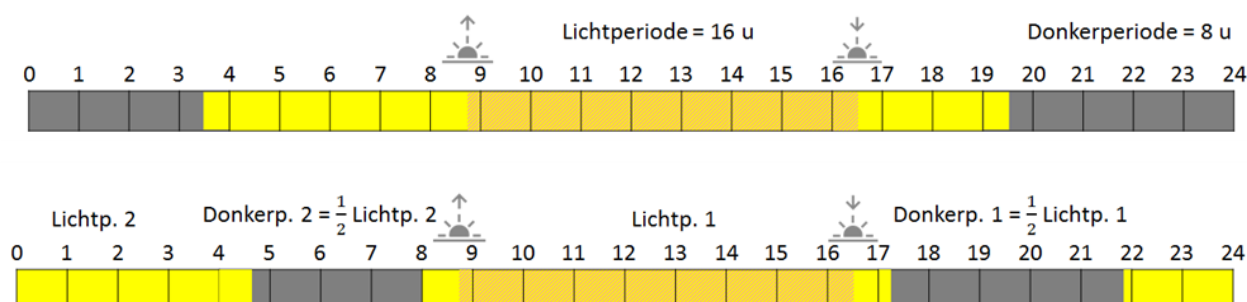 Lichtperiode = 16 u Donkerperiode = 8 u
0 1 2 3 4 5 6 7 8 9 10 11 12 13 14 15 16 17 18 19 20 21 22 23 24
Lichtp. 2 Donkerp. 2 = 1/2 Lichtp. 2 Lichtp. 1 Donkerp. 1 = 1/2 Lichtp. 1
0 1 2 3 4 5 6 7 8 9 10 11 12 13 14 15 16 17 18 19 20 21 22 23 24